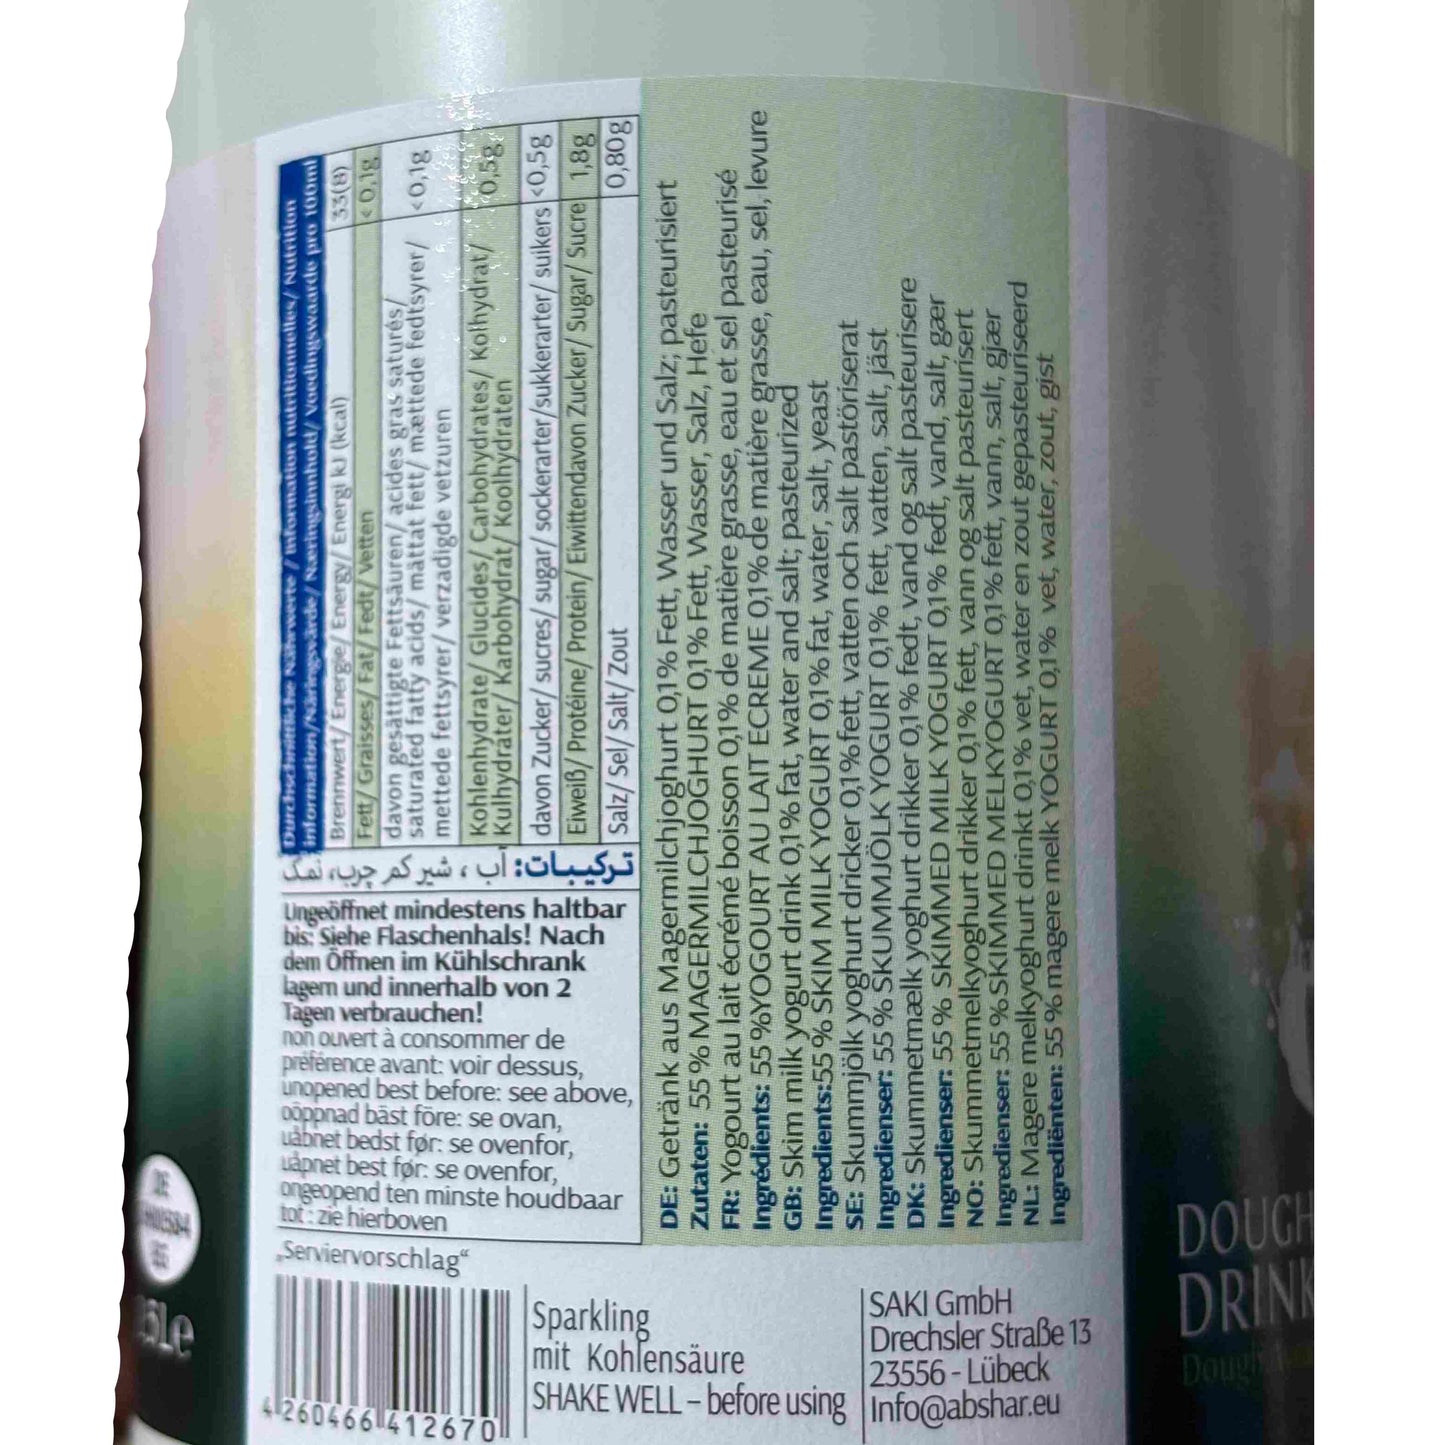 Durchschnittliche Nährwerte / Information nutritionnelles/ Nutrition
information/Näringsvärde/ Næringsinnhold/ Voedingswaarde pro 100ml
Brennwert/ Energie/ Energy/ Energi kJ (kcal) 33(8)
Fett/ Graisses/ Fat/ Fedt/ Vetten < 0,1g
davon gesättigte Fettsäuren/ acides gras saturés/
saturated fatty acids/ mättat fett/ mættede fedtsyrer/ <0,1g
mettede fettsyrer/ verzadigde vetzuren
Kohlenhydrate/ Glucides/ Carbohydrates/ Kolhydrat/
Kulhydrater/ Karbohydrat/ Koolhydraten 0,5g
davon Zucker/ sucres/ sugar/ sockerarter/sukkerarter/ suikers <0,5g
Eiweiß/ Protéine/ Protein/ Eiwittendavon Zucker/ Sugar/ Sucre 1,8g
Salz/ Sel/ Salt/ Zout 0,80g
ترکیبات: آب ، شیر کم چرب، نمک
Ungeöffnet mindestens haltbar
bis: Siehe Flaschenhals! Nach
dem Öffnen im Kühlschrank
lagern und innerhalb von 2
Tagen verbrauchen!
non ouvert à consommer de
préférence avant: voir dessus,
unopened best before: see above,
oöppnad bäst före: se ovan,
uåbnet bedst før: se ovenfor,
uåpnet best før: se ovenfor,
ongeopend ten minste houdbaar
tot : zie hierboven
DE: Getränk aus Magermilchjoghurt 0,1% Fett, Wasser und Salz; pasteurisiert
Zutaten: 55 % MAGERMILCHJOGHURT 0,1% Fett, Wasser, Salz, Hefe
FR: Yogourt au lait écrémé boisson 0,1% de matière grasse, eau et sel pasteurisé
Ingrédients: 55 %YOGOURT AU LAIT ECREME 0,1% de matière grasse, eau, sel, levure
GB: Skim milk yogurt drink 0,1% fat, water and salt; pasteurized
Ingredients:55 % SKIM MILK YOGURT 0,1% fat, water, salt, yeast
SE: Skummjölk yoghurt dricker 0,1% fett, vatten och salt pastöriserat
Ingredienser: 55 % SKUMMJÖLK YOGURT 0,1% fett, vatten, salt, jäst
DK: Skummetmælk yoghurt drikker 0,1% fedt, vand og salt pasteurisere
Ingredienser: 55 % SKIMMED MILK YOGURT 0,1% fedt, vand, salt, gær
NO: Skummetmelkyoghurt drikker 0,1% fett, vann og salt pasteurisert
Ingredienser: 55 %SKIMMED MELKYOGURT 0,1% fett, vann, salt, gjær
NL: Magere melkyoghurt drinkt 0,1% vet, water en zout gepasteuriseerd
Ingrediënten: 55 % magere melk YOGURT 0,1% vet, water, zout, gist
„Serviervorschlag“
4 260466 412670
Sparkling
mit Kohlensäure
SHAKE WELL – before using
SAKI GmbH
Drechsler Straße 13
23556 - Lübeck
Info@abshar.eu
DE
EG
DOUGH
DRINK
Dough